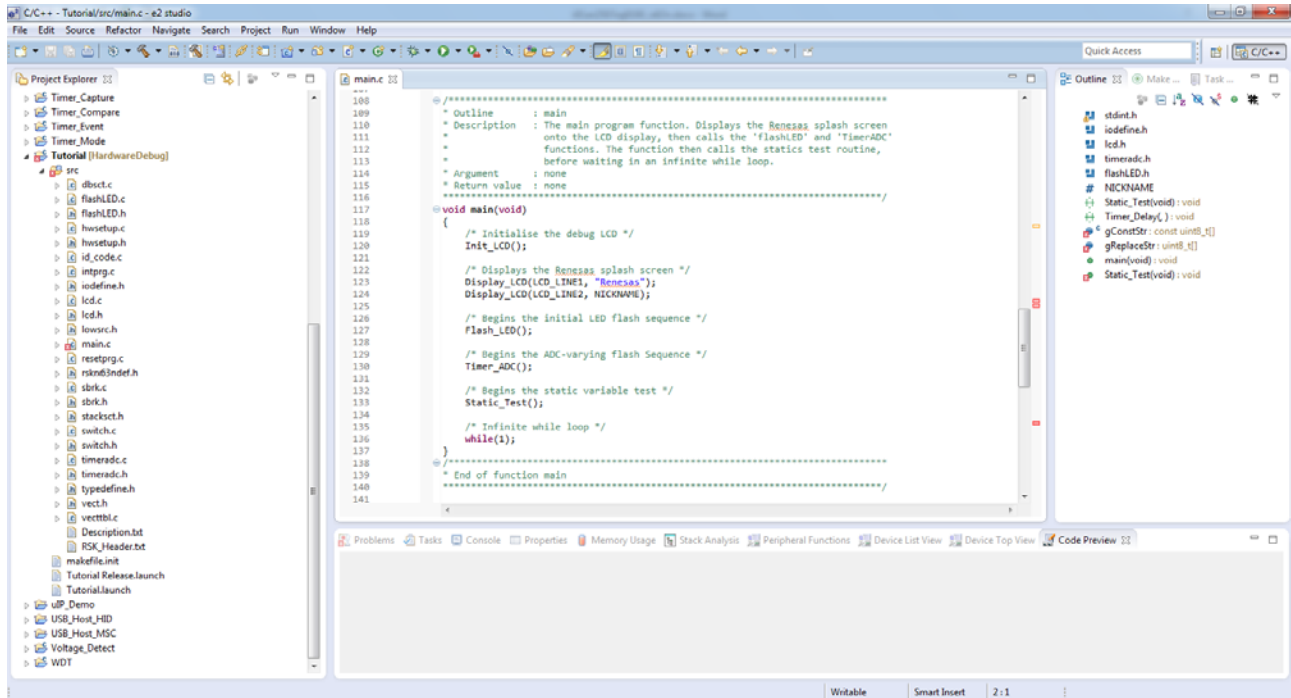 C/C++ - Tutorial/src/main.c - e2 studio
File Edit Source Refactor Navigate Search Project Run Window Help
Quick Access
C/C++
Project Explorer
Timer_Capture
Timer_Compare
Timer_Event
Timer_Mode
Tutorial [HardwareDebug]
src
dbsct.c
flashLED.c
flashLED.h
hwsetup.c
hwsetup.h
id_code.c
intprg.c
iodefine.h
lcd.c
lcd.h
lowsrc.h
main.c
resetprg.c
rskn63ndef.h
sbrk.c
sbrk.h
stacksct.h
switch.c
switch.h
timeradc.c
timeradc.h
typedefine.h
vect.h
vecttbl.c
Description.txt
RSK_Header.txt
makefile.init
Tutorial Release.launch
Tutorial.launch
uIP_Demo
USB_Host_HID
USB_Host_MSC
Voltage_Detect
WDT
main.c
108 /******************************************************************************
109 * Outline : main
110 * Description : The main program function. Displays the Renesas splash screen
111 * onto the LCD display, then calls the 'flashLED' and 'TimerADC'
112 * functions. The function then calls the statics test routine,
113 * before waiting in an infinite while loop.
114 * Argument : none
115 * Return value : none
116 ******************************************************************************/
117 void main(void)
118 {
119 /* Initialise the debug LCD */
120 Init_LCD();
121
122 /* Displays the Renesas splash screen */
123 Display_LCD(LCD_LINE1, "Renesas");
124 Display_LCD(LCD_LINE2, NICKNAME);
125
126 /* Begins the initial LED flash sequence */
127 Flash_LED();
128
129 /* Begins the ADC-varying flash Sequence */
130 Timer_ADC();
131
132 /* Begins the static variable test */
133 Static_Test();
134
135 /* Infinite while loop */
136 while(1);
137 }
138 /******************************************************************************
139 * End of function main
140 ******************************************************************************/
141
Outline Make ... Task ...
stdint.h
iodefine.h
lcd.h
timeradc.h
flashLED.h
NICKNAME
Static_Test(void) : void
Timer_Delay(, ) : void
gConstStr : const uint8_t[]
gReplaceStr : uint8_t[]
main(void) : void
Static_Test(void) : void
Problems Tasks Console Properties Memory Usage Stack Analysis Peripheral Functions Device List View Device Top View Code Preview
Writable Smart Insert 2 : 1